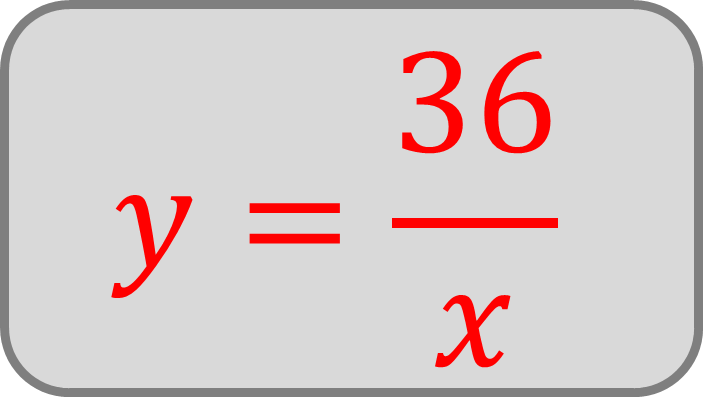 y = 36/x